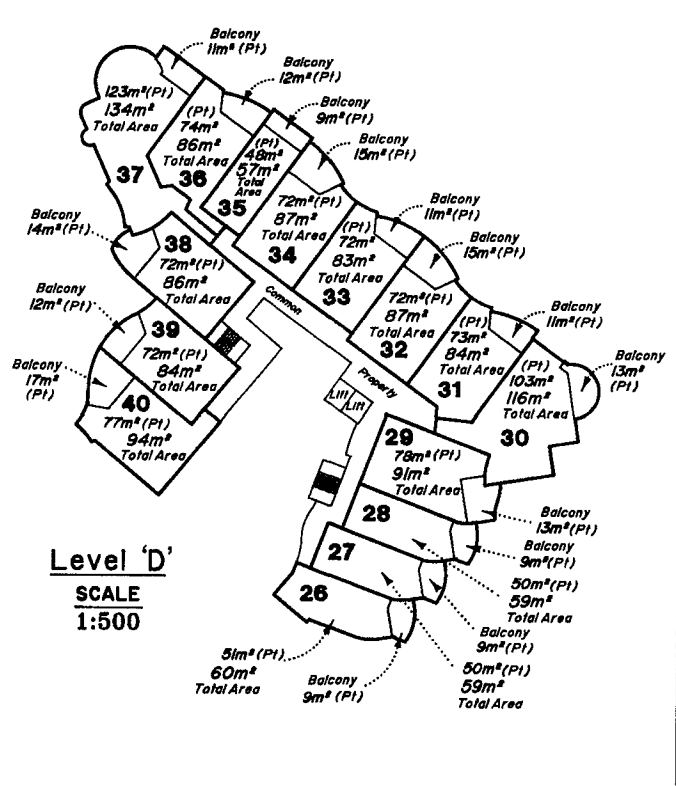 Balcony
11m² (Pt)
Balcony
12m² (Pt)
Balcony
9m² (Pt)
Balcony
15m² (Pt)
123m² (Pt)
134m²
Total Area
37
(Pt)
74m²
86m²
Total Area
36
(Pt)
48m²
57m²
Total
Area
35
72m² (Pt)
87m²
Total Area
34
Balcony
11m² (Pt)
Balcony
15m² (Pt)
(Pt)
72m²
83m²
Total Area
33
72m² (Pt)
87m²
Total Area
32
Balcony
11m² (Pt)
(Pt)
73m²
84m²
Total Area
31
Balcony
13m²
(Pt)
(Pt)
103m²
116m²
Total Area
30
Balcony
14m² (Pt)
38
72m² (Pt)
86m²
Total Area
Balcony
12m² (Pt)
39
72m² (Pt)
84m²
Total Area
Balcony
17m²
(Pt)
40
77m² (Pt)
94m²
Total Area
Common
Property
Lift
Lift
29
78m² (Pt)
91m²
Total Area
Balcony
13m² (Pt)
28
Balcony
9m² (Pt)
50m² (Pt)
59m²
Total Area
27
Balcony
9m² (Pt)
50m² (Pt)
59m²
Total Area
26
51m² (Pt)
60m²
Total Area
Balcony
9m² (Pt)
Level 'D'
SCALE
1:500